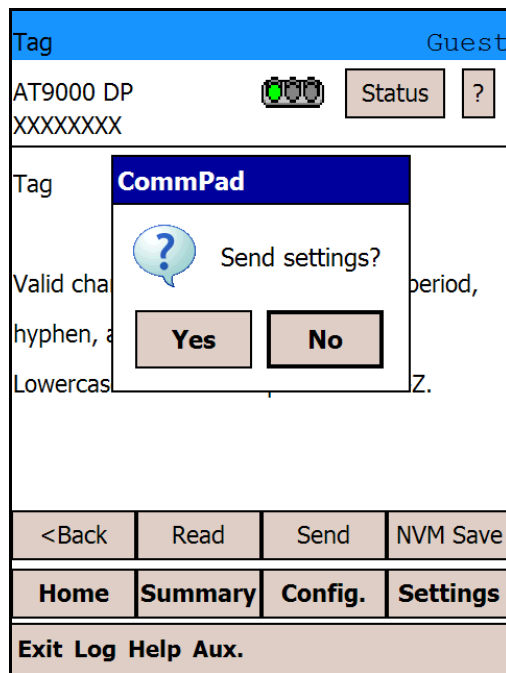 Tag Guest
AT9000 DP
XXXXXXXX
Status ?
Tag
CommPad
Send settings?
Valid cha period,
hyphen,
Yes No
Lowercas Z.
<Back Read Send NVM Save
Home Summary Config. Settings
Exit Log Help Aux.